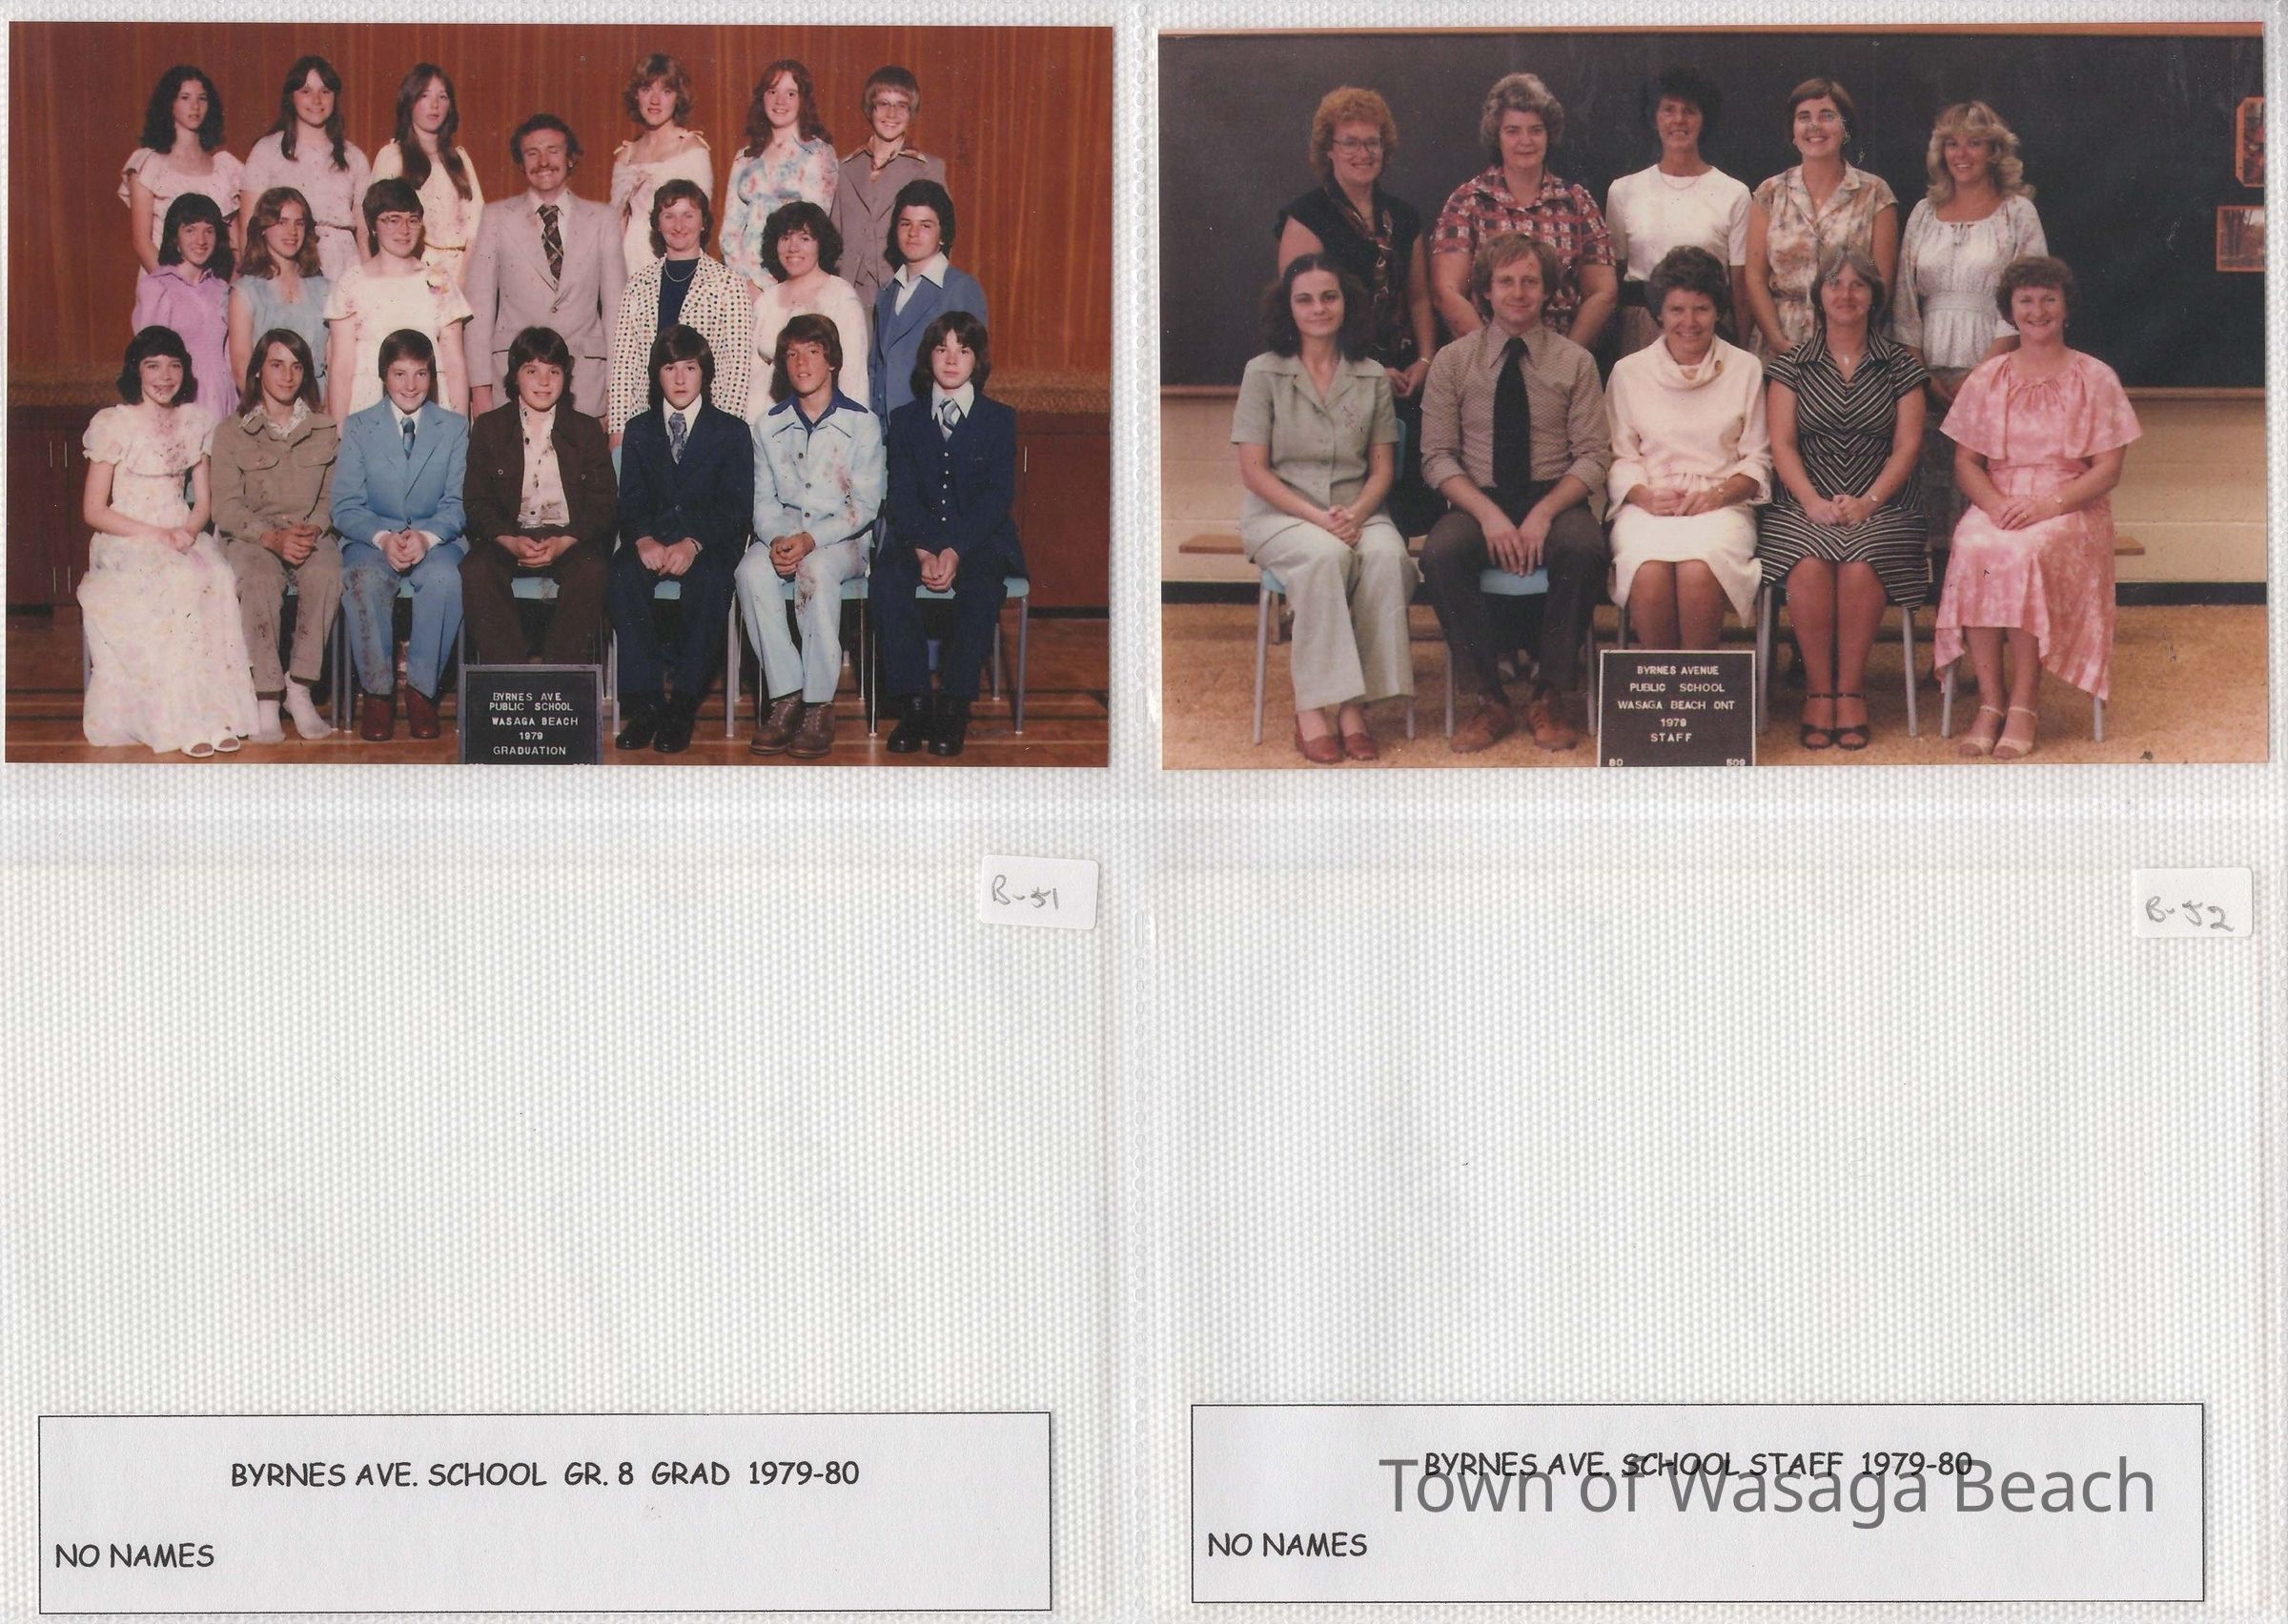 BYRNES AVE
PUBLIC SCHOOL
WASAGA BEACH
1979
GRADUATION
BYRNES AVENUE
PUBLIC SCHOOL
WASAGA BEACH ONT
1979
STAFF
80 509
B-51
B-52
BYRNES AVE. SCHOOL GR. 8 GRAD 1979-80
NO NAMES
BYRNES AVE. SCHOOL STAFF 1979-80
Town of Wasaga Beach
NO NAMES